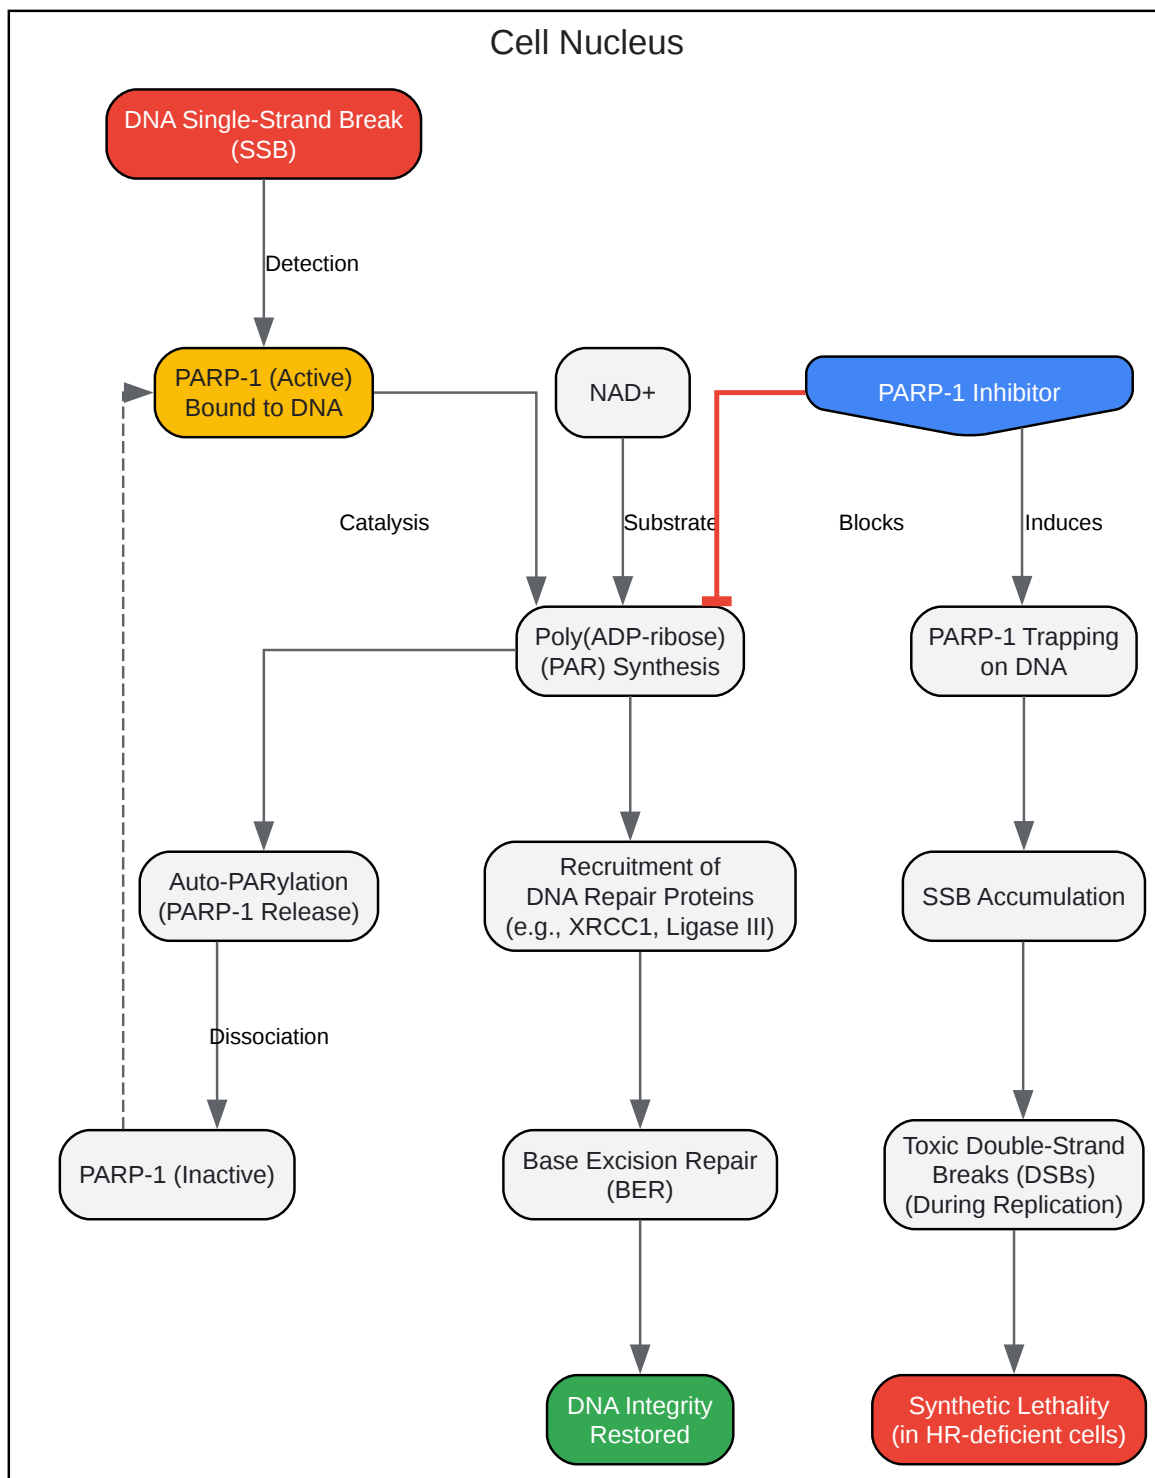 Cell Nucleus
DNA Single-Strand Break
(SSB)
Detection
PARP-1 (Active)
Bound to DNA
NAD+
PARP-1 Inhibitor
Catalysis
Substrate
Blocks
Induces
Poly(ADP-ribose)
(PAR) Synthesis
PARP-1 Trapping
on DNA
Auto-PARylation
(PARP-1 Release)
Recruitment of
DNA Repair Proteins
(e.g., XRCC1, Ligase III)
SSB Accumulation
Dissociation
PARP-1 (Inactive)
Base Excision Repair
(BER)
Toxic Double-Strand
Breaks (DSBs)
(During Replication)
DNA Integrity
Restored
Synthetic Lethality
(in HR-deficient cells)